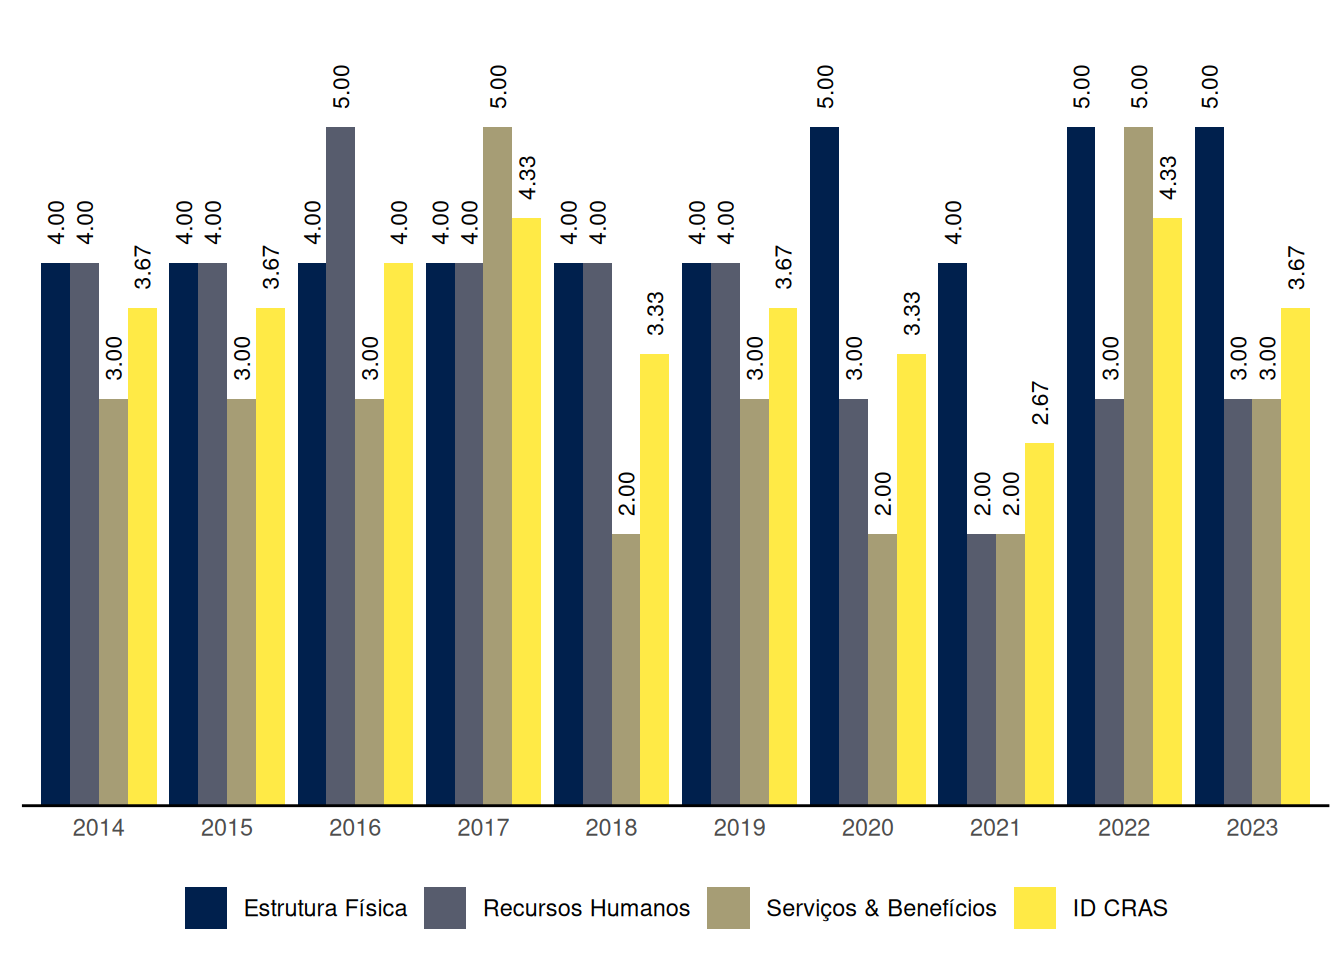 5.00 5.00 5.00 5.00 5.00 5.00
4.33 4.33
4.00 4.00 4.00 4.00 4.00 4.00 4.00 4.00 4.00 4.00 4.00 4.00 4.00
3.67 3.67 3.67 3.67
3.33 3.33
3.00 3.00 3.00 3.00 3.00 3.00 3.00 3.00
2.67
2.00 2.00 2.00 2.00
2014 2015 2016 2017 2018 2019 2020 2021 2022 2023
Estrutura Física Recursos Humanos Serviços & Benefícios ID CRAS